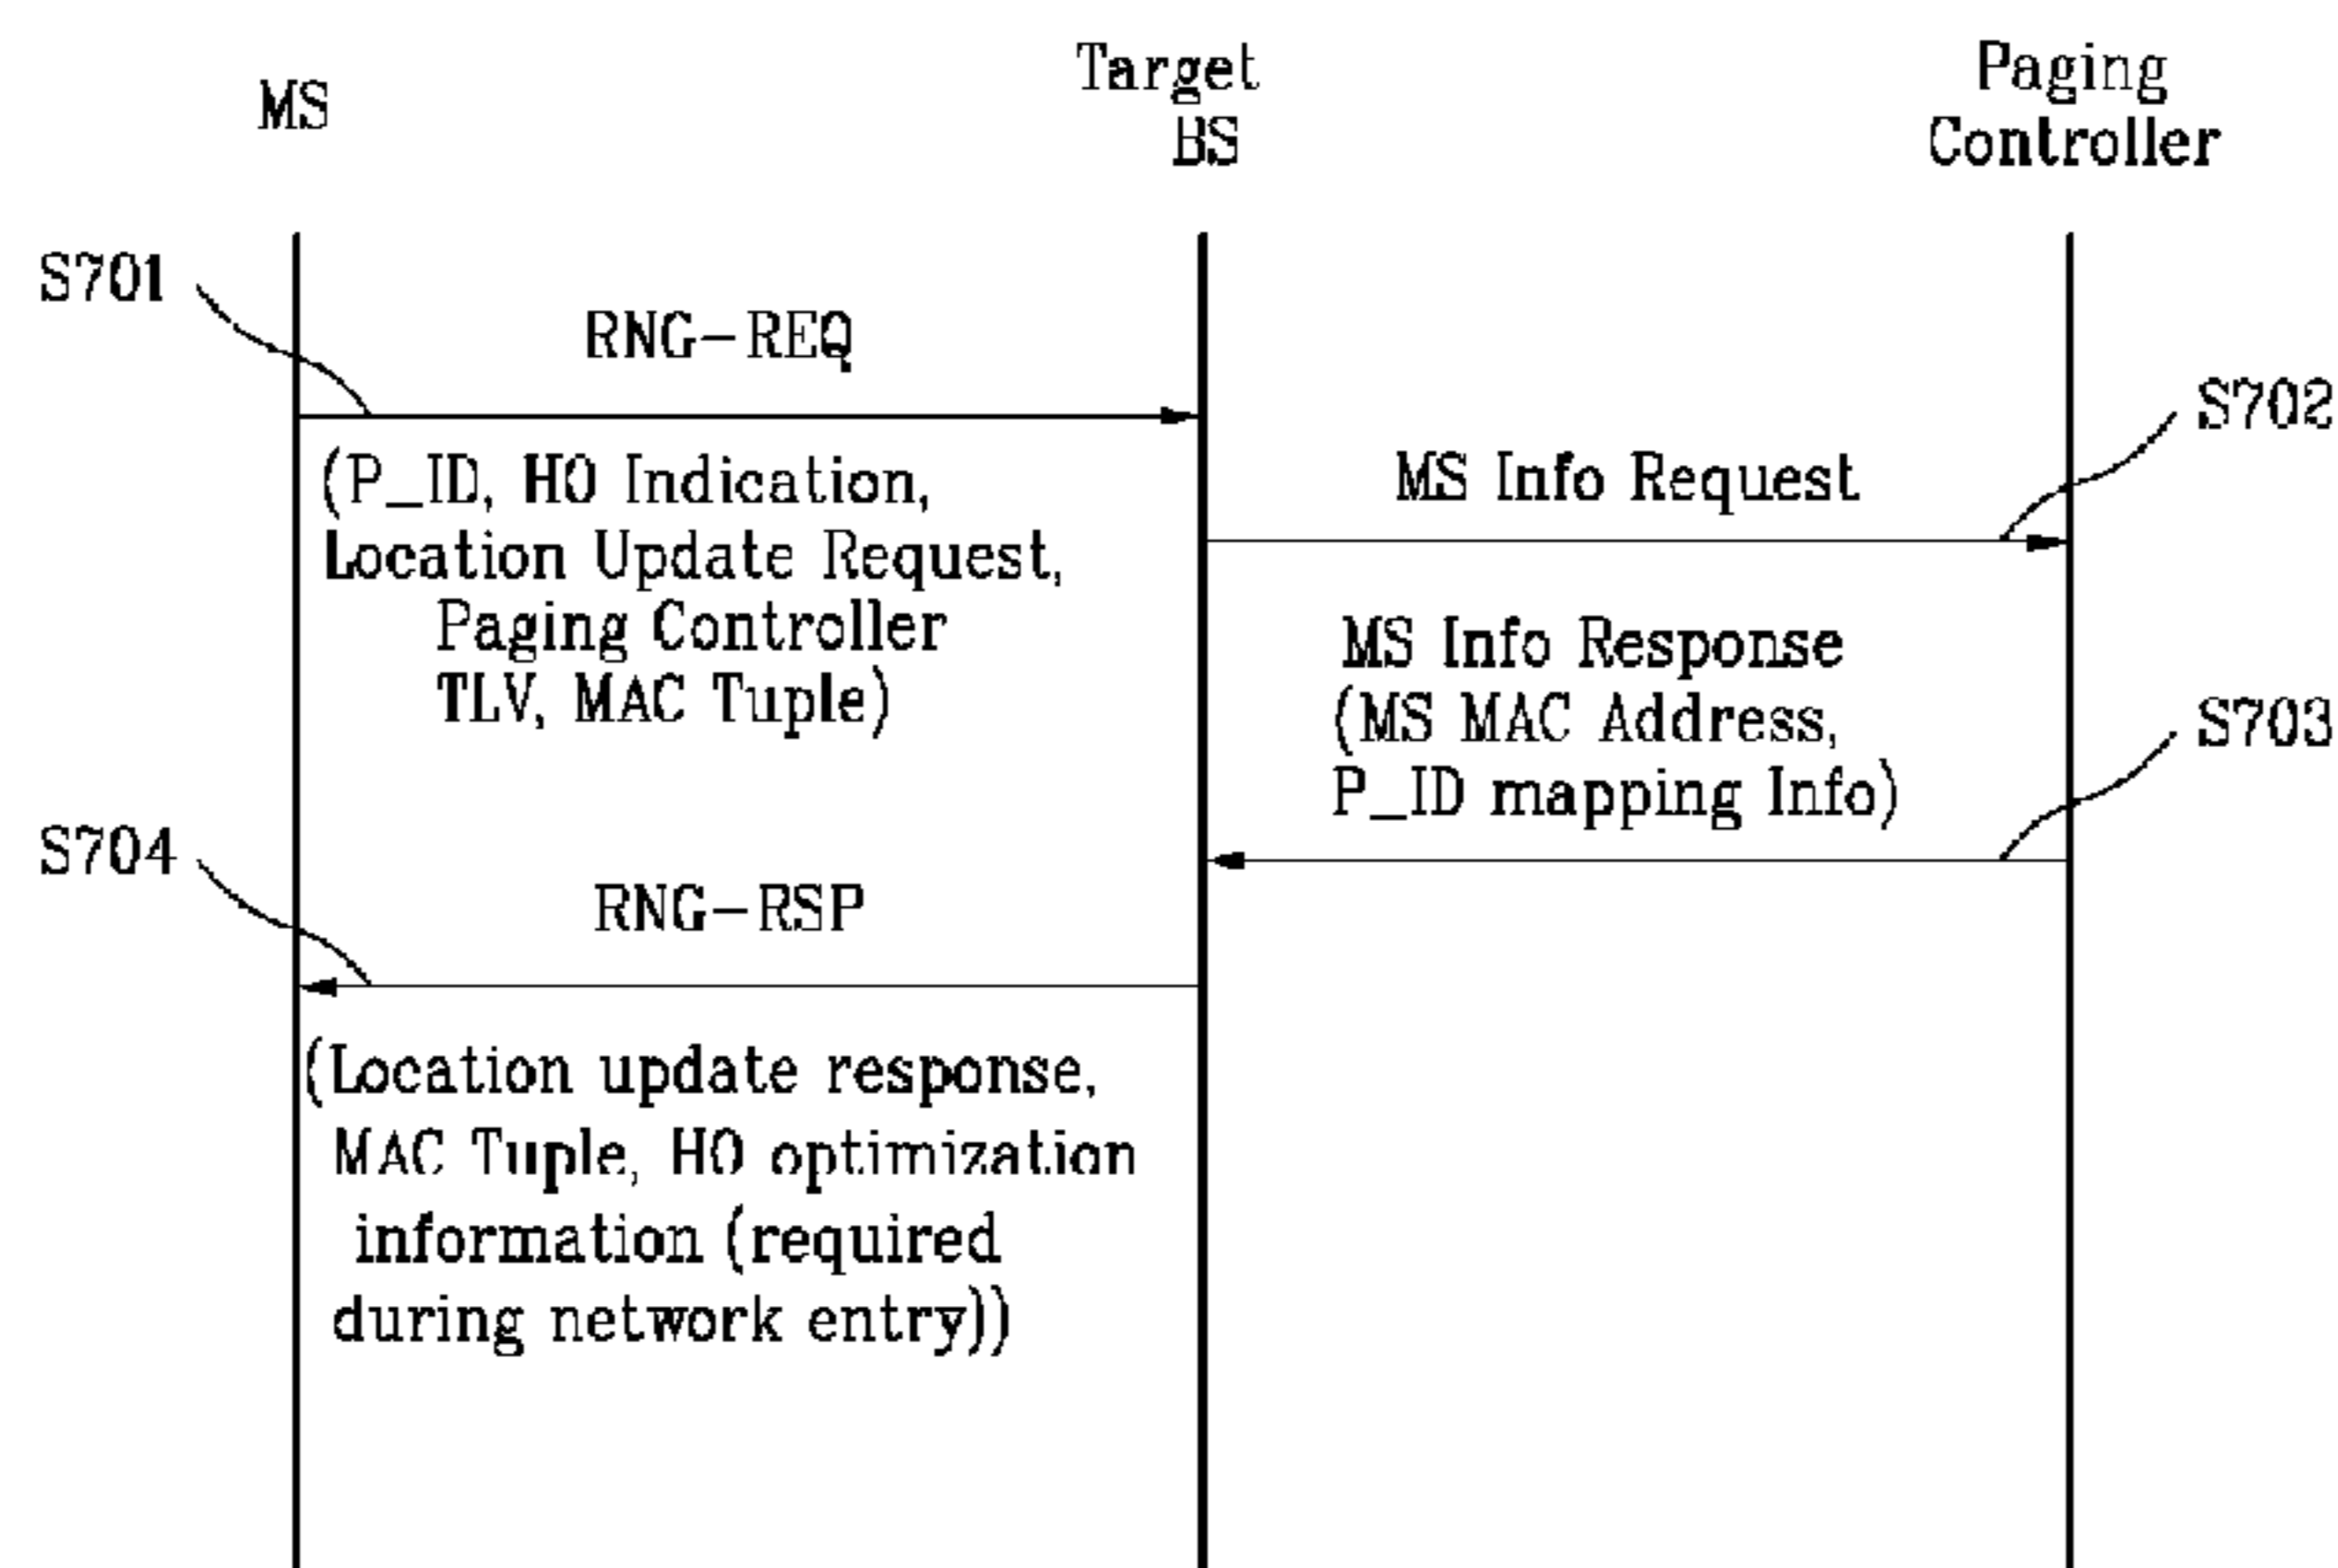 MS
Target
BS
Paging
Controller
S701
RNG-REQ
(P_ID, HO Indication,
Location Update Request,
Paging Controller
TLV, MAC Tuple)
S702
MS Info Request
MS Info Response
(MS MAC Address,
P_ID mapping Info)
S703
S704
RNG-RSP
(Location update response,
MAC Tuple, HO optimization
information (required
during network entry))